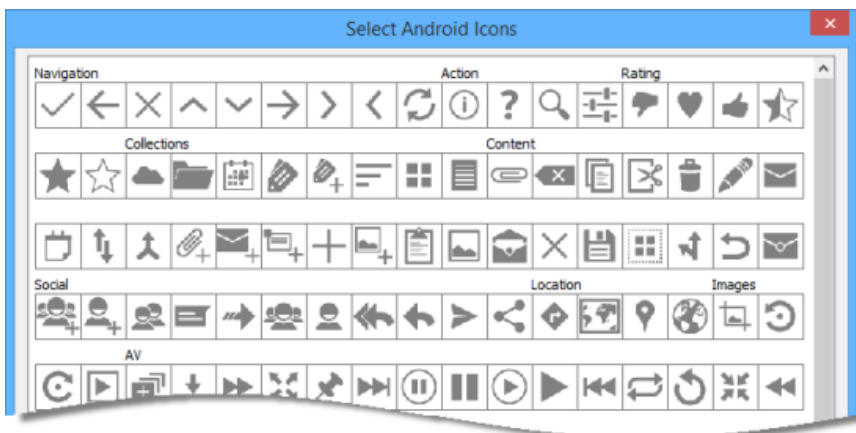 Select Android Icons
Navigation Action Rating
Collections Content
Social Location Images
AV